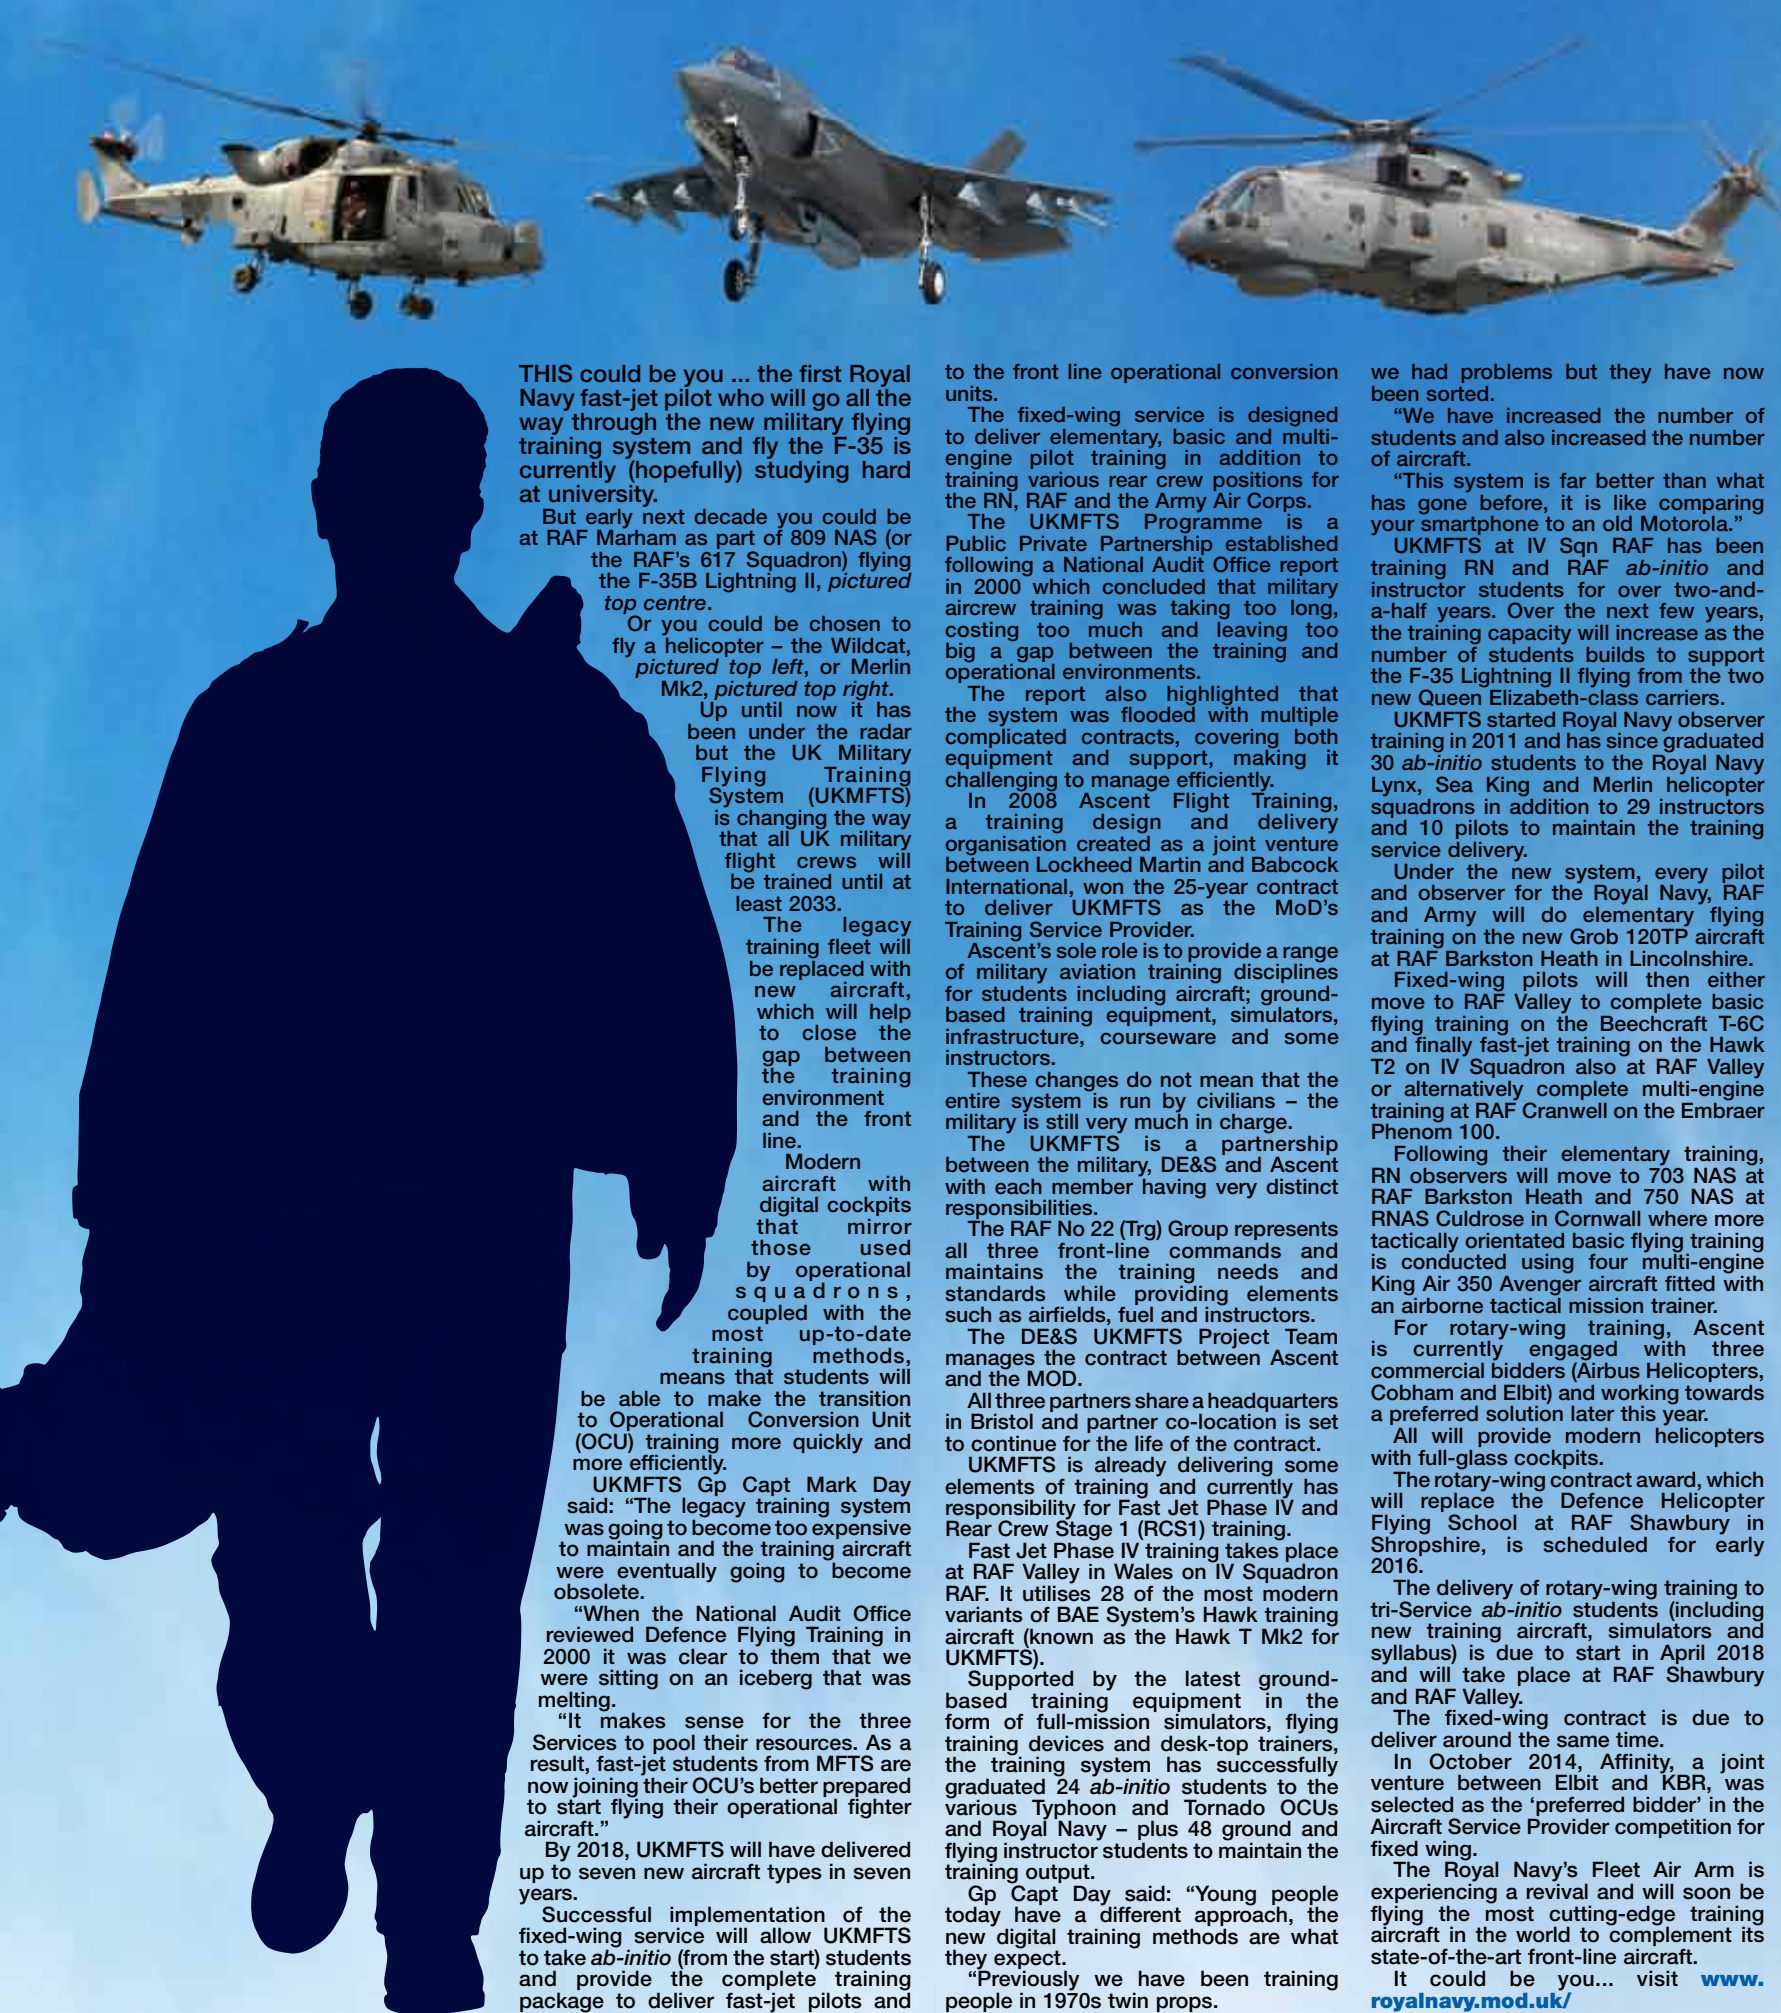 THIS could be you ... the first Royal
Navy fast-jet pilot who will go all the
way through the new military flying
training system and fly the F-35 is
currently (hopefully) studying hard
at university.
But early next decade you could be
at RAF Marham as part of 809 NAS (or
the RAF's 617 Squadron) flying
the F-35B Lightning II, pictured
top centre.
Or you could be chosen to
fly a helicopter – the Wildcat,
pictured top left, or Merlin
Mk2, pictured top right.
Up until now it has
been under the radar
but the UK Military
Flying Training
System (UKMFTS)
is changing the way
that all UK military
flight crews will
be trained until at
least 2033.
The legacy
training fleet will
be replaced with
new aircraft,
which will help
to close the
gap between
the training
environment
and the front
line.
Modern
aircraft with
digital cockpits
that mirror
those used
by operational
squadrons,
coupled with the
most up-to-date
training methods,
means that students will
be able to make the transition
to Operational Conversion Unit
(OCU) training more quickly and
more efficiently.
UKMFTS Gp Capt Mark Day
said: “The legacy training system
was going to become too expensive
to maintain and the training aircraft
were eventually going to become
obsolete.
“When the National Audit Office
reviewed Defence Flying Training in
2000 it was clear to them that we
were sitting on an iceberg that was
melting.
“It makes sense for the three
Services to pool their resources. As a
result, fast-jet students from MFTS are
now joining their OCU's better prepared
to start flying their operational fighter
aircraft.”
By 2018, UKMFTS will have delivered
up to seven new aircraft types in seven
years.
Successful implementation of the
fixed-wing service will allow UKMFTS
to take ab-initio (from the start) students
and provide the complete training
package to deliver fast-jet pilots and
to the front line operational conversion
units.
The fixed-wing service is designed
to deliver elementary, basic and multi-
engine pilot training in addition to
training various rear crew positions for
the RN, RAF and the Army Air Corps.
The UKMFTS Programme is a
Public Private Partnership established
following a National Audit Office report
in 2000 which concluded that military
aircrew training was taking too long,
costing too much and leaving too
big a gap between the training and
operational environments.
The report also highlighted that
the system was flooded with multiple
complicated contracts, covering both
equipment and support, making it
challenging to manage efficiently.
In 2008 Ascent Flight Training,
a training design and delivery
organisation created as a joint venture
between Lockheed Martin and Babcock
International, won the 25-year contract
to deliver UKMFTS as the MoD's
Training Service Provider.
Ascent's sole role is to provide a range
of military aviation training disciplines
for students including aircraft; ground-
based training equipment, simulators,
infrastructure, courseware and some
instructors.
These changes do not mean that the
entire system is run by civilians – the
military is still very much in charge.
The UKMFTS is a partnership
between the military, DE&S and Ascent
with each member having very distinct
responsibilities.
The RAF No 22 (Trg) Group represents
all three front-line commands and
maintains the training needs and
standards while providing elements
such as airfields, fuel and instructors.
The DE&S UKMFTS Project Team
manages the contract between Ascent
and the MOD.
All three partners share a headquarters
in Bristol and partner co-location is set
to continue for the life of the contract.
UKMFTS is already delivering some
elements of training and currently has
responsibility for Fast Jet Phase IV and
Rear Crew Stage 1 (RCS1) training.
Fast Jet Phase IV training takes place
at RAF Valley in Wales on IV Squadron
RAF. It utilises 28 of the most modern
variants of BAE System's Hawk training
aircraft (known as the Hawk T Mk2 for
UKMFTS).
Supported by the latest ground-
based training equipment in the
form of full-mission simulators, flying
training devices and desk-top trainers,
the training system has successfully
graduated 24 ab-initio students to the
various Typhoon and Tornado OCUs
and Royal Navy – plus 48 ground and
flying instructor students to maintain the
training output.
Gp Capt Day said: “Young people
today have a different approach, the
new digital training methods are what
they expect.
“Previously we have been training
people in 1970s twin props.
we had problems but they have now
been sorted.
“We have increased the number of
students and also increased the number
of aircraft.
“This system is far better than what
has gone before, it is like comparing
your smartphone to an old Motorola.”
UKMFTS at IV Sqn RAF has been
training RN and RAF ab-initio and
instructor students for over two-and-
a-half years. Over the next few years,
the training capacity will increase as the
number of students builds to support
the F-35 Lightning II flying from the two
new Queen Elizabeth-class carriers.
UKMFTS started Royal Navy observer
training in 2011 and has since graduated
30 ab-initio students to the Royal Navy
Lynx, Sea King and Merlin helicopter
squadrons in addition to 29 instructors
and 10 pilots to maintain the training
service delivery.
Under the new system, every pilot
and observer for the Royal Navy, RAF
and Army will do elementary flying
training on the new Grob 120TP aircraft
at RAF Barkston Heath in Lincolnshire.
Fixed-wing pilots will then either
move to RAF Valley to complete basic
flying training on the Beechcraft T-6C
and finally fast-jet training on the Hawk
T2 on IV Squadron also at RAF Valley
or alternatively complete multi-engine
training at RAF Cranwell on the Embraer
Phenom 100.
Following their elementary training,
RN observers will move to 703 NAS at
RAF Barkston Heath and 750 NAS at
RNAS Culdrose in Cornwall where more
tactically orientated basic flying training
is conducted using four multi-engine
King Air 350 Avenger aircraft fitted with
an airborne tactical mission trainer.
For rotary-wing training, Ascent
is currently engaged with three
commercial bidders (Airbus Helicopters,
Cobham and Elbit) and working towards
a preferred solution later this year.
All will provide modern helicopters
with full-glass cockpits.
The rotary-wing contract award, which
will replace the Defence Helicopter
Flying School at RAF Shawbury in
Shropshire, is scheduled for early
2016.
The delivery of rotary-wing training to
tri-Service ab-initio students (including
new training aircraft, simulators and
syllabus) is due to start in April 2018
and will take place at RAF Shawbury
and RAF Valley.
The fixed-wing contract is due to
deliver around the same time.
In October 2014, Affinity, a joint
venture between Elbit and KBR, was
selected as the ‘preferred bidder’ in the
Aircraft Service Provider competition for
fixed wing.
The Royal Navy's Fleet Air Arm is
experiencing a revival and will soon be
flying the most cutting-edge training
aircraft in the world to complement its
state-of-the-art front-line aircraft.
It could be you... visit www.
royalnavy.mod.uk/